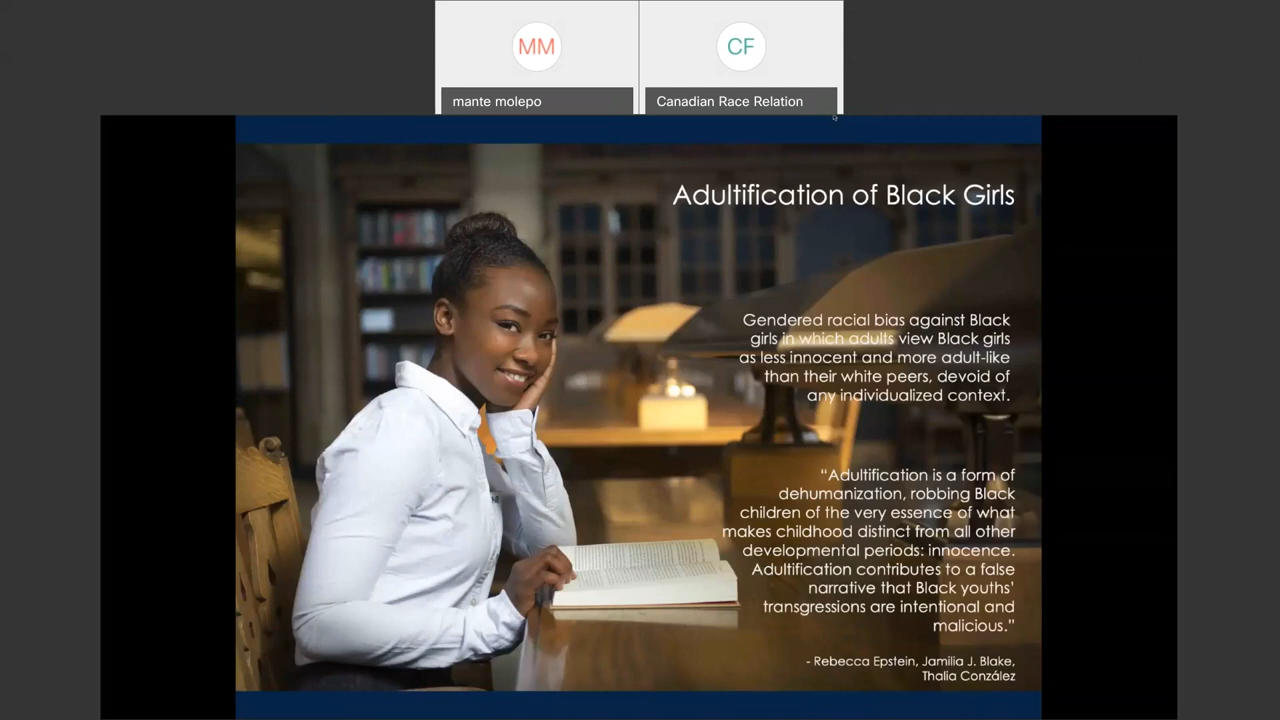 MM
CF
mante molepo
Canadian Race Relation
Adultification of Black Girls
Gendered racial bias against Black
girls in which adults view Black girls
as less innocent and more adult-like
than their white peers, devoid of
any individualized context.
“Adultification is a form of
dehumanization, robbing Black
children of the very essence of what
makes childhood distinct from all other
developmental periods: innocence.
Adultification contributes to a false
narrative that Black youths’
transgressions are intentional and
malicious.”
- Rebecca Epstein, Jamilia J. Blake,
Thalia González